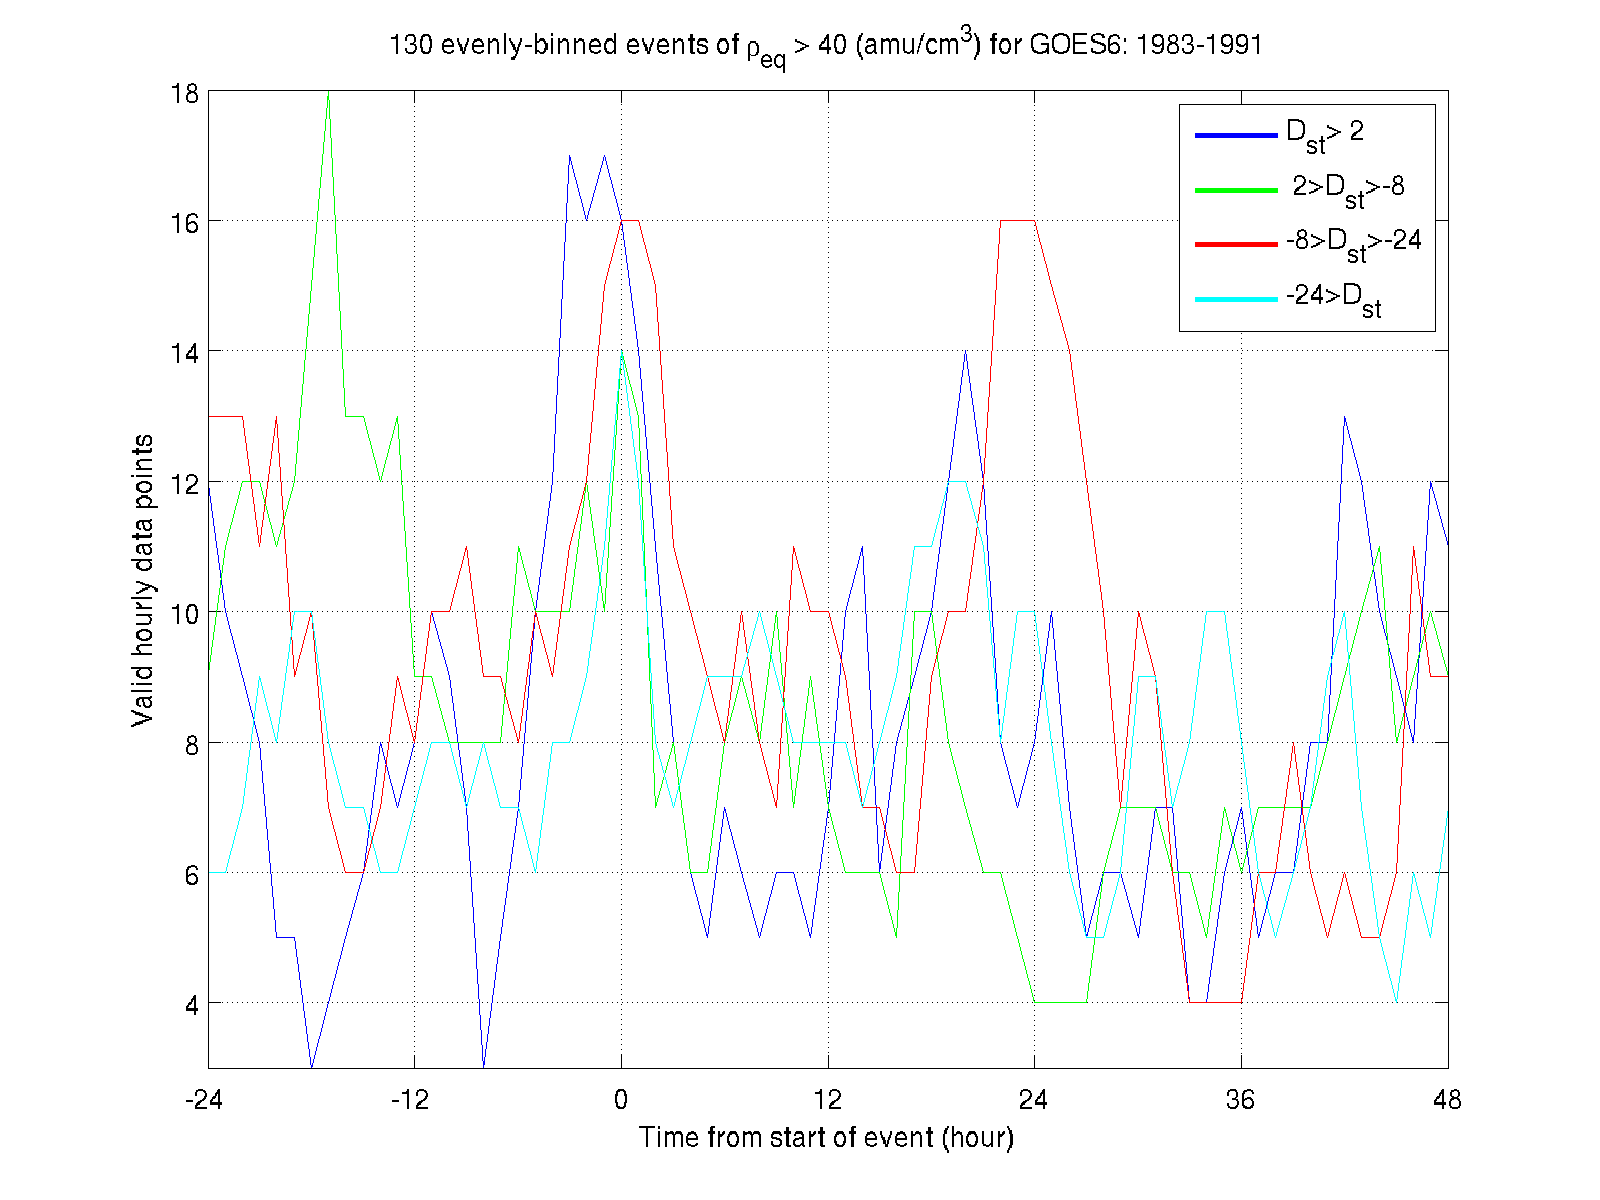 130 evenly-binned events of ρeq > 40 (amu/cm3) for GOES6: 1983-1991
Valid hourly data points
18
16
14
12
10
8
6
4
-24 -12 0 12 24 36 48
Time from start of event (hour)
Dst> 2
2>Dst>-8
-8>Dst>-24
-24>Dst